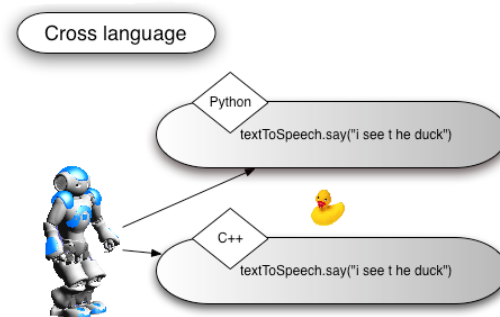 Cross language
Python
textToSpeech.say("i see t he duck")
C++
textToSpeech.say("i see t he duck")